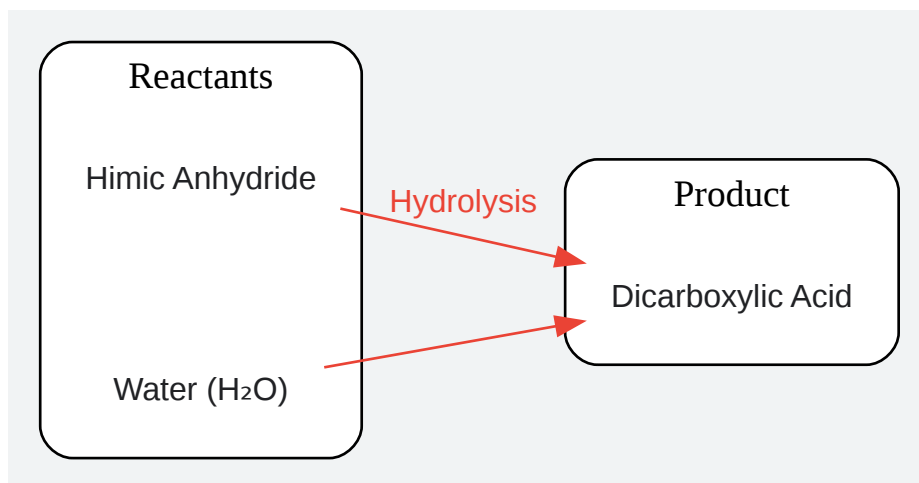 Reactants
Himic Anhydride
Water (H₂O)
Hydrolysis
Product
Dicarboxylic Acid